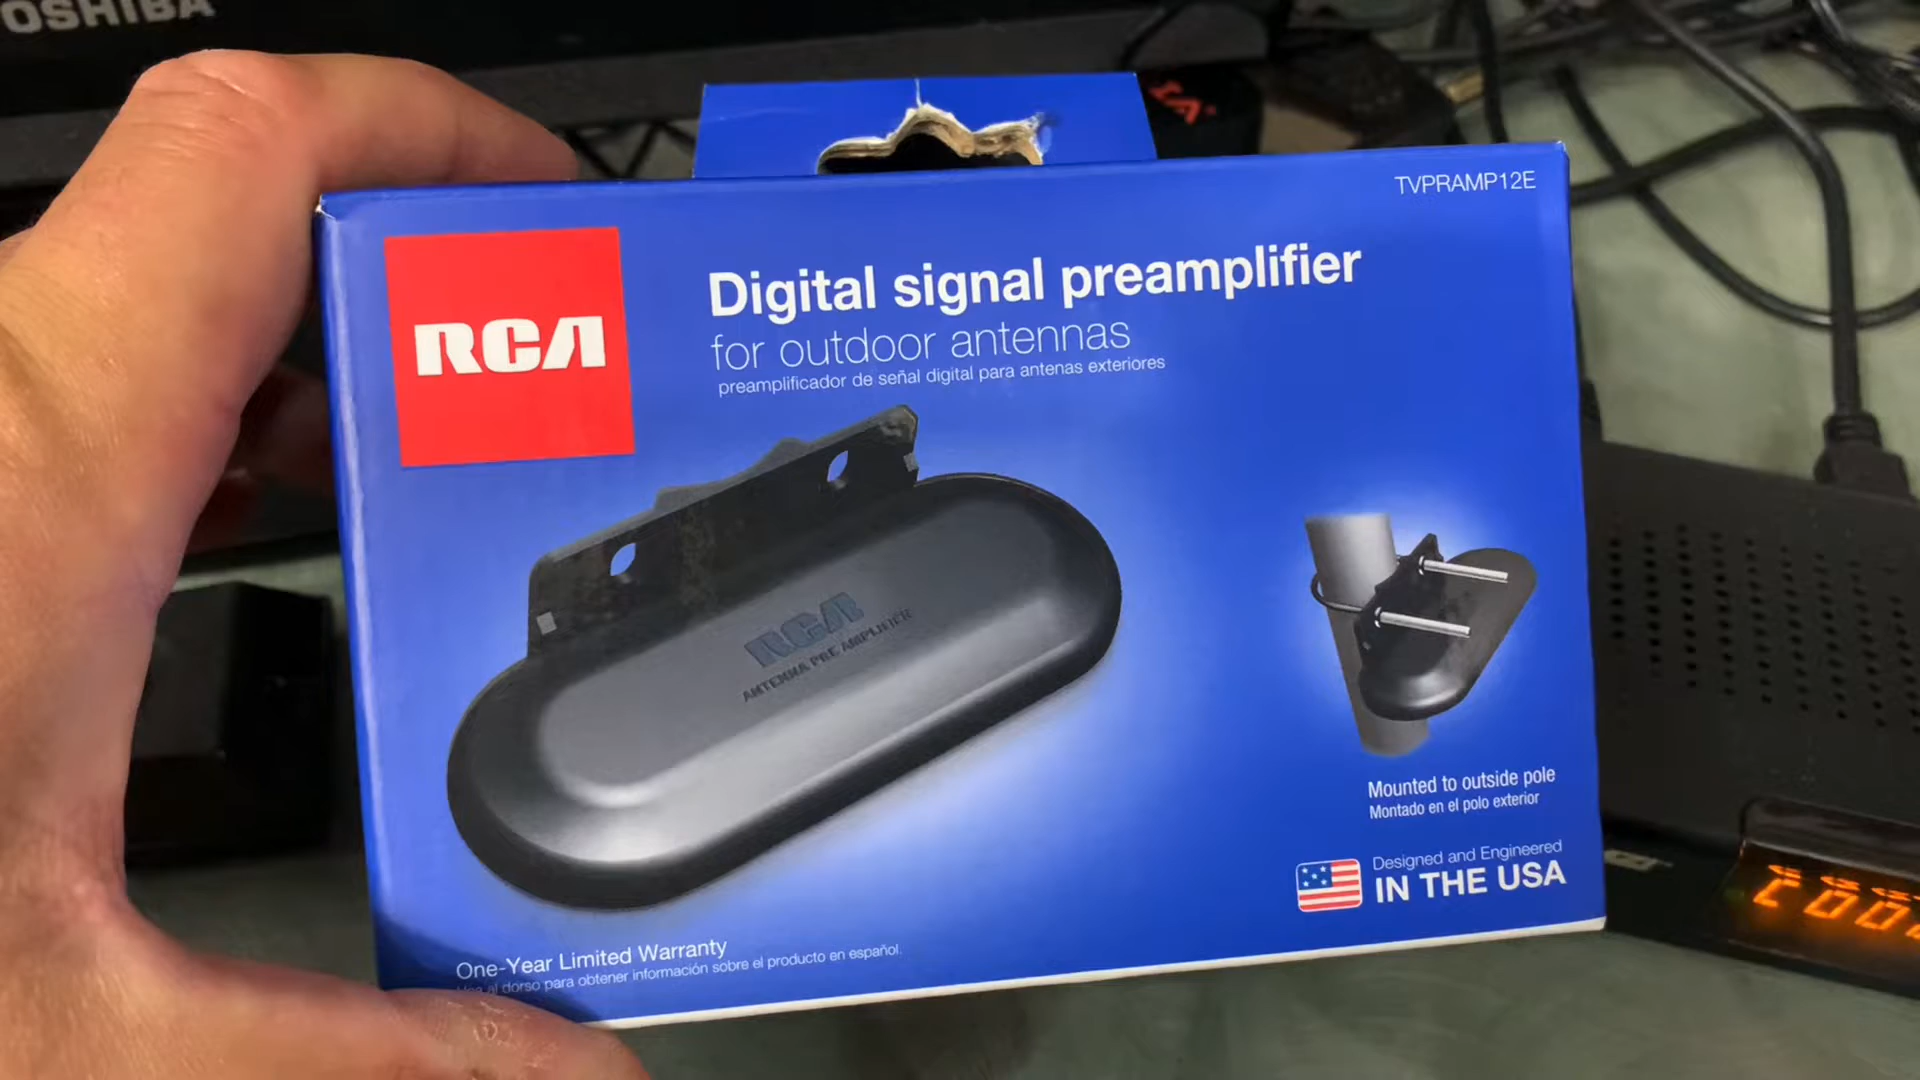 OSHIBA
TVPRAMP12E
RCA
Digital signal preamplifier
for outdoor antennas
preamplificador de señal digital para antenas exteriores
RCA
ANTENNA PRE AMPLIFIER
Mounted to outside pole
Montado en el polo exterior
Designed and Engineered
IN THE USA
One-Year Limited Warranty
al dorso para obtener información sobre el producto en español.